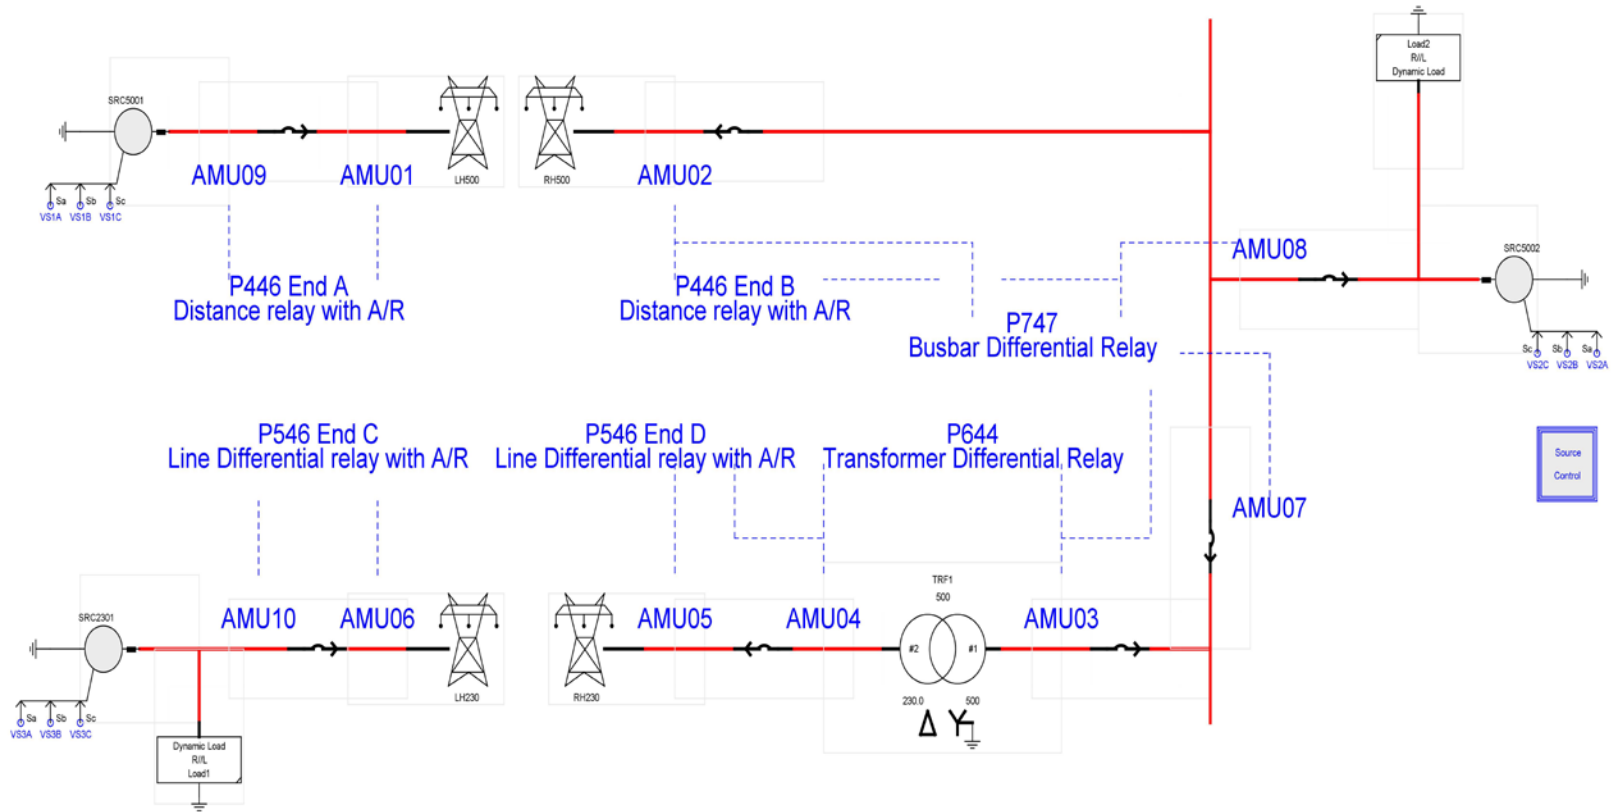 Load2
R//L
Dynamic Load
SRC5001
AMU09
AMU01
LH500
RH500
AMU02
Sa
Sb
Sc
VS1A
VS1B
VS1C
AMU08
SRC5002
P446 End A
Distance relay with A/R
P446 End B
Distance relay with A/R
P747
Busbar Differential Relay
Sc
Sb
Sa
VS2C
VS2B
VS2A
P546 End C
Line Differential relay with A/R
P546 End D
Line Differential relay with A/R
P644
Transformer Differential Relay
Source
Control
AMU07
TRF1
500
SRC2301
AMU10
AMU06
AMU05
AMU04
AMU03
#2
#1
LH230
RH230
230.0
500
Sa
Sb
Sc
VS3A
VS3B
VS3C
Dynamic Load
R//L
Load1